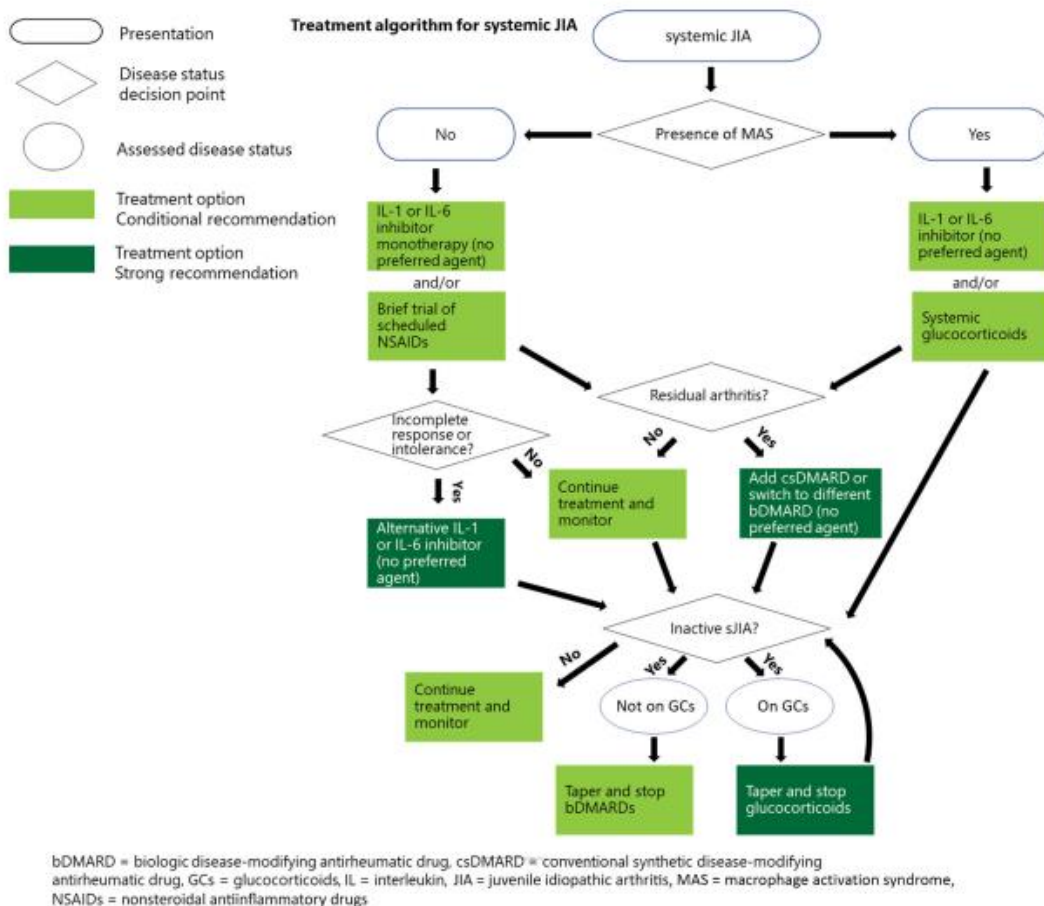 Treatment algorithm for systemic JIA
Presentation
Disease status
decision point
Assessed disease status
Treatment option
Conditional recommendation
Treatment option
Strong recommendation
systemic JIA
Presence of MAS
No
Yes
IL-1 or IL-6
inhibitor
monotherapy (no
preferred agent)
and/or
Brief trial of
scheduled
NSAIDs
IL-1 or IL-6
inhibitor (no
preferred agent)
and/or
Systemic
glucocorticoids
Residual arthritis?
Incomplete
response or
intolerance?
No
Yes
No
Yes
Continue
treatment and
monitor
Add csDMARD or
switch to different
bDMARD (no
preferred agent)
Alternative IL-1
or IL-6 inhibitor
(no preferred
agent)
Inactive sJIA?
No
Yes
Yes
Continue
treatment and
monitor
Not on GCs
On GCs
Taper and stop
bDMARDs
Taper and stop
glucocorticoids
bDMARD = biologic disease-modifying antirheumatic drug, csDMARD = conventional synthetic disease-modifying
antirheumatic drug, GCs = glucocorticoids, IL = interleukin, JIA = juvenile idiopathic arthritis, MAS = macrophage activation syndrome,
NSAIDs = nonsteroidal antiinflammatory drugs